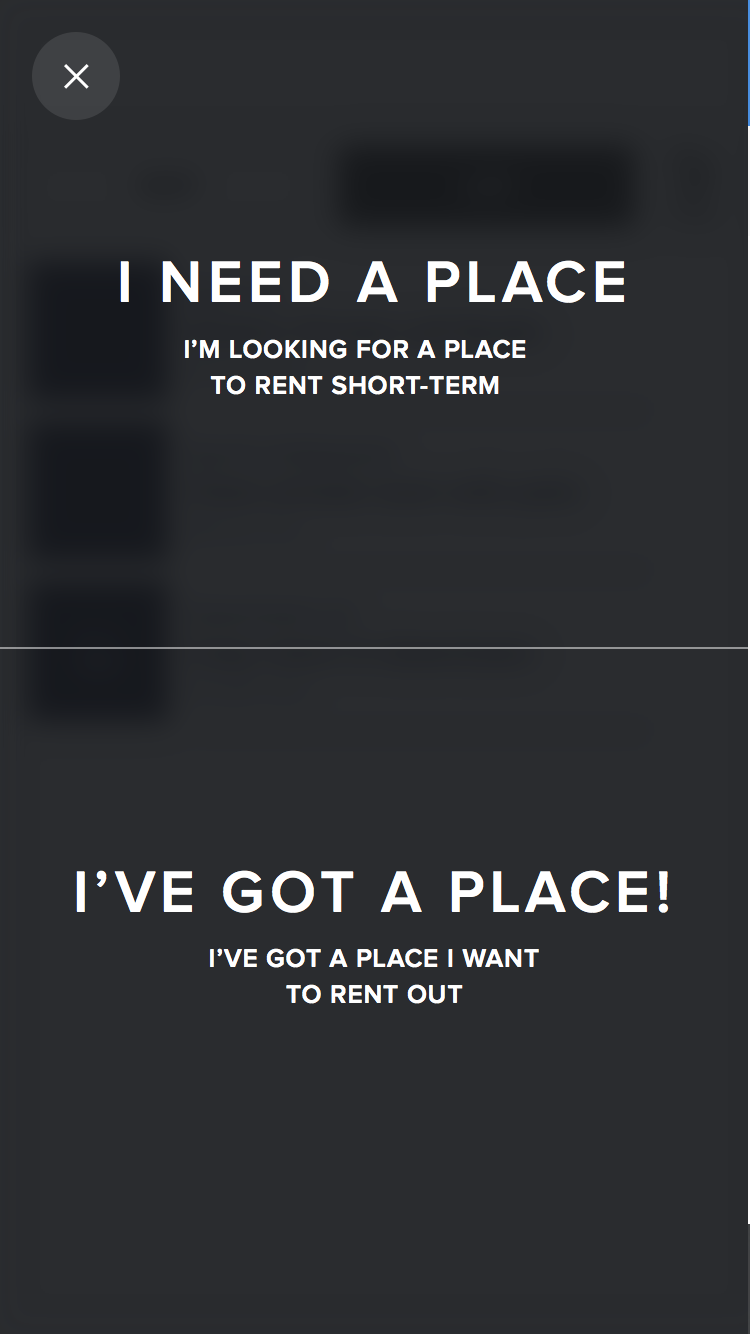 I NEED A PLACE
I’M LOOKING FOR A PLACE
TO RENT SHORT-TERM
I’VE GOT A PLACE!
I’VE GOT A PLACE I WANT
TO RENT OUT